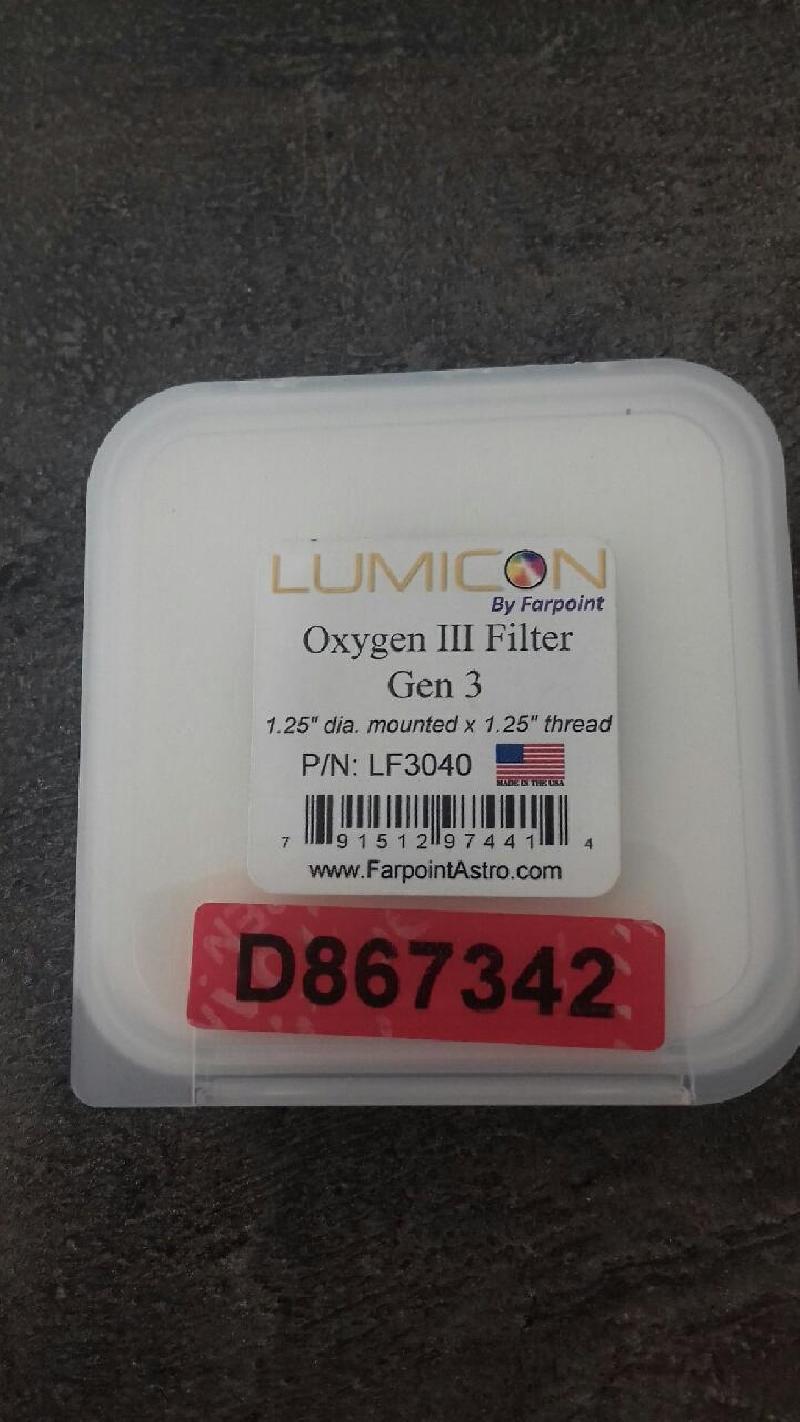 LUMICON
By Farpoint
Oxygen III Filter
Gen 3
1.25" dia. mounted x 1.25" thread
P/N: LF3040
MADE IN THE USA
7 91512 97441 4
www.FarpointAstro.com
D867342